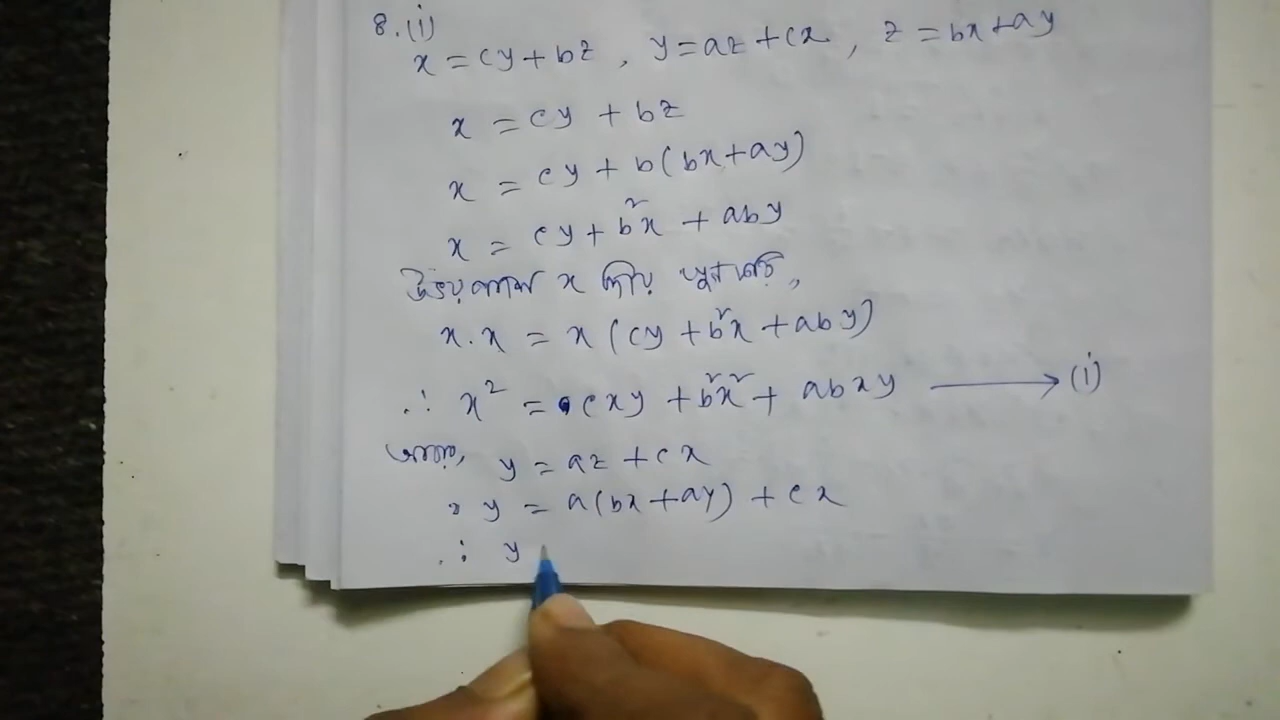 8.(i)
x = cy + bz , y = az + cx , z = bx + ay
x = cy + bz
x = cy + b(bx + ay)
x = cy + b²x + aby
উভয়পক্ষে x দিয়ে গুন করি,
x.x = x(cy + b²x + aby)
∴ x² = cxy + b²x² + abxy ⟶ (i)
আবার, y = az + cx
, y = a(bx + ay) + cx
∴ y